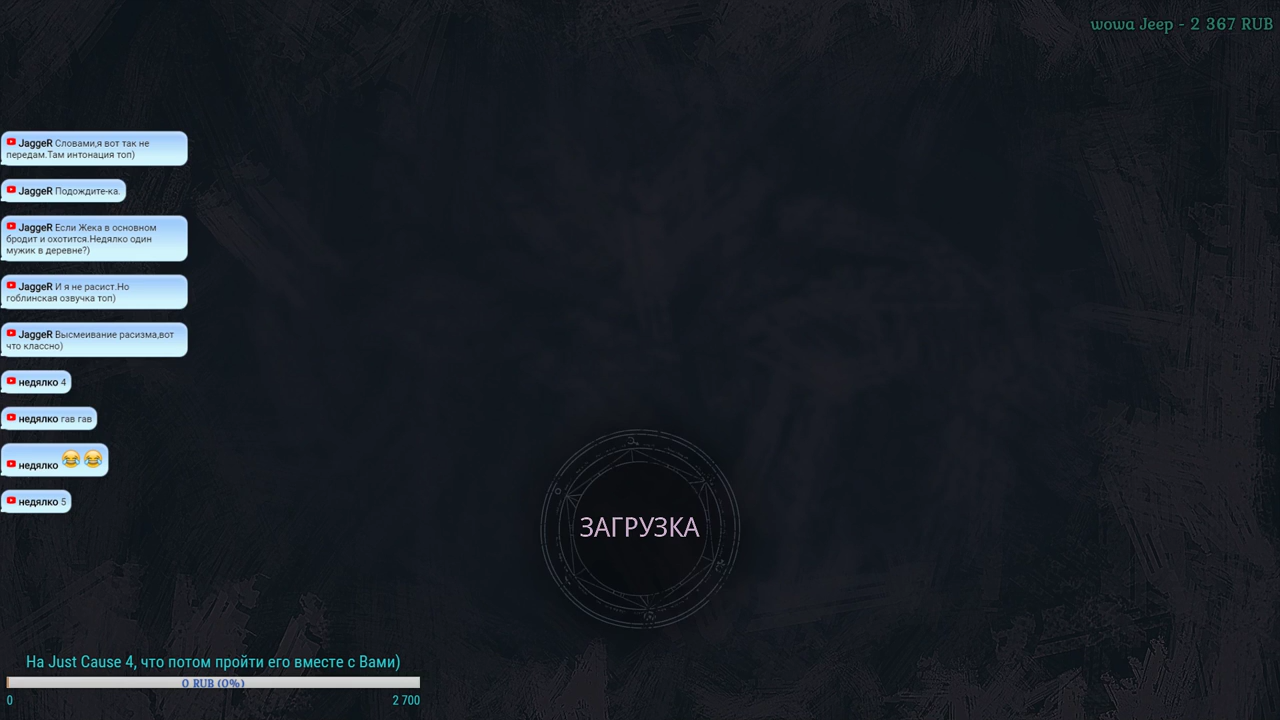 wowa Jeep - 2 367 RUB
JaggeR Словами,я вот так не
передам.Там интонация топ)
JaggeR Подождите-ка.
JaggeR Если Жека в основном
бродит и охотится.Недялко один
мужик в деревне?)
JaggeR И я не расист.Но
гоблинская озвучка топ)
JaggeR Высмеивание расизма,вот
что классно)
недялко 4
недялко гав гав
недялко 😂 😂
недялко 5
ЗАГРУЗКА
На Just Cause 4, что потом пройти его вместе с Вами)
0 RUB (0%)
0 2 700